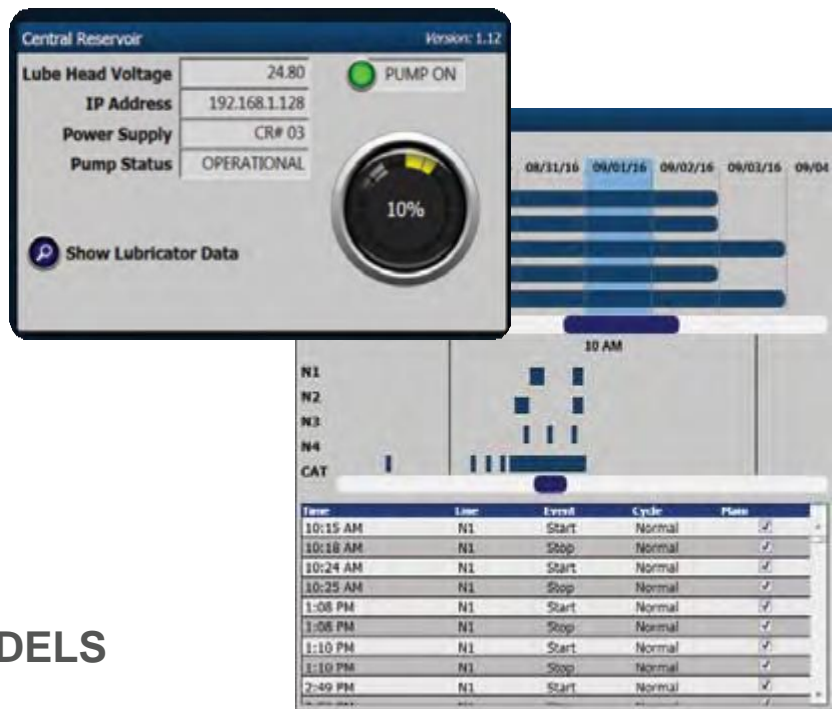 Central Reservoir Version: 1.12
Lube Head Voltage 24.80 PUMP ON
IP Address 192.168.1.128
Power Supply CR# 03
Pump Status OPERATIONAL
10%
Show Lubricator Data
08/31/16 09/01/16 09/02/16 09/03/16 09/04
10 AM
N1
N2
N3
N4
CAT
Time Line Event Cycle Main
10:15 AM N1 Start Normal
10:18 AM N1 Stop Normal
10:24 AM N1 Start Normal
10:25 AM N1 Stop Normal
1:08 PM N1 Start Normal
1:08 PM N1 Stop Normal
1:10 PM N1 Start Normal
1:10 PM N1 Stop Normal
2:49 PM N1 Start Normal
DELS